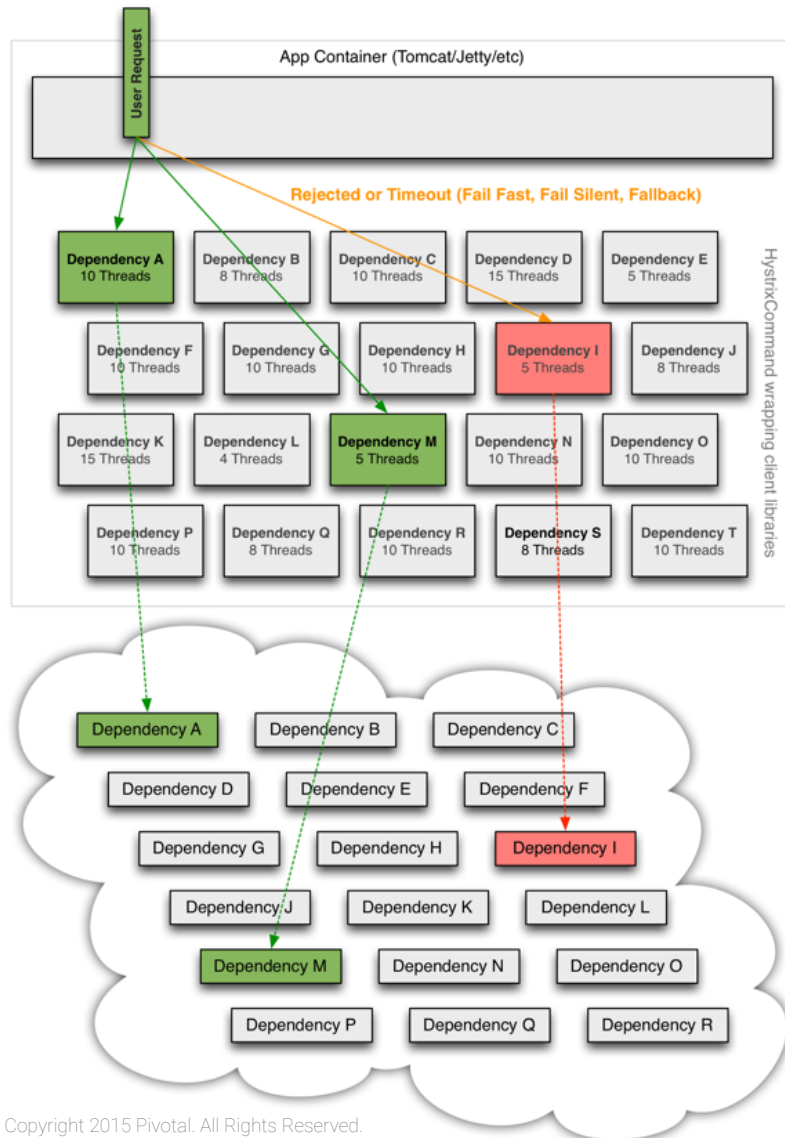 User Request
App Container (Tomcat/Jetty/etc)
Rejected or Timeout (Fail Fast, Fail Silent, Fallback)
Dependency A
10 Threads
Dependency B
8 Threads
Dependency C
10 Threads
Dependency D
15 Threads
Dependency E
5 Threads
HystrixCommand wrapping client libraries
Dependency F
10 Threads
Dependency G
10 Threads
Dependency H
10 Threads
Dependency I
5 Threads
Dependency J
8 Threads
Dependency K
15 Threads
Dependency L
4 Threads
Dependency M
5 Threads
Dependency N
10 Threads
Dependency O
10 Threads
Dependency P
10 Threads
Dependency Q
8 Threads
Dependency R
10 Threads
Dependency S
8 Threads
Dependency T
10 Threads
Dependency A
Dependency B
Dependency C
Dependency D
Dependency E
Dependency F
Dependency G
Dependency H
Dependency I
Dependency J
Dependency K
Dependency L
Dependency M
Dependency N
Dependency O
Dependency P
Dependency Q
Dependency R
Copyright 2015 Pivotal. All Rights Reserved.